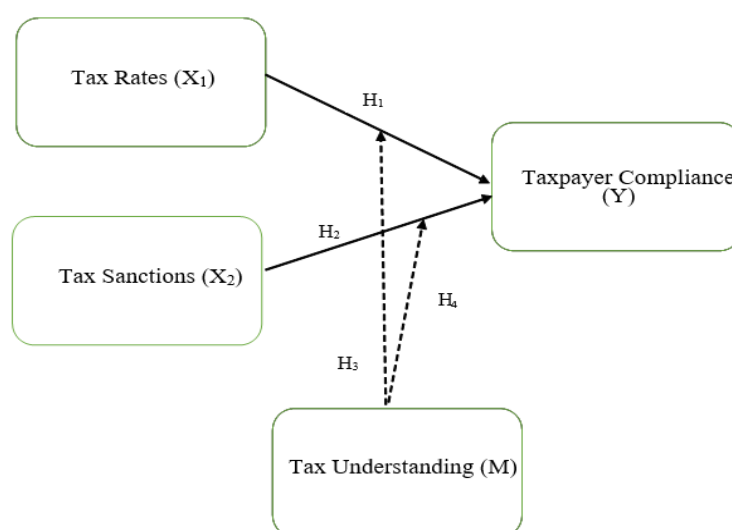 Tax Rates (X₁)
H₁
Taxpayer Compliance
(Y)
H₂
Tax Sanctions (X₂)
H₄
H₃
Tax Understanding (M)